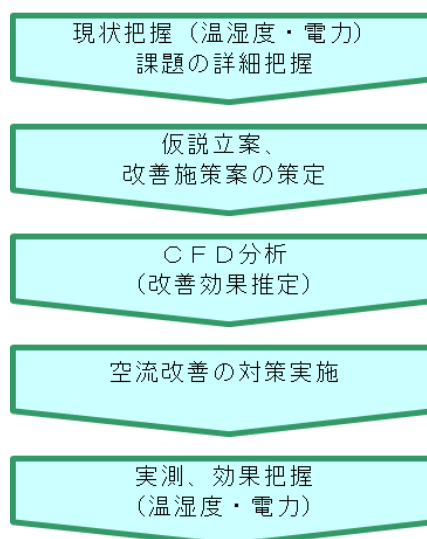 現状把握（温湿度・電力）
課題の詳細把握
仮説立案、
改善施策案の策定
ＣＦＤ分析
(改善効果推定）
空流改善の対策実施
実測、効果把握
（温湿度・電力）